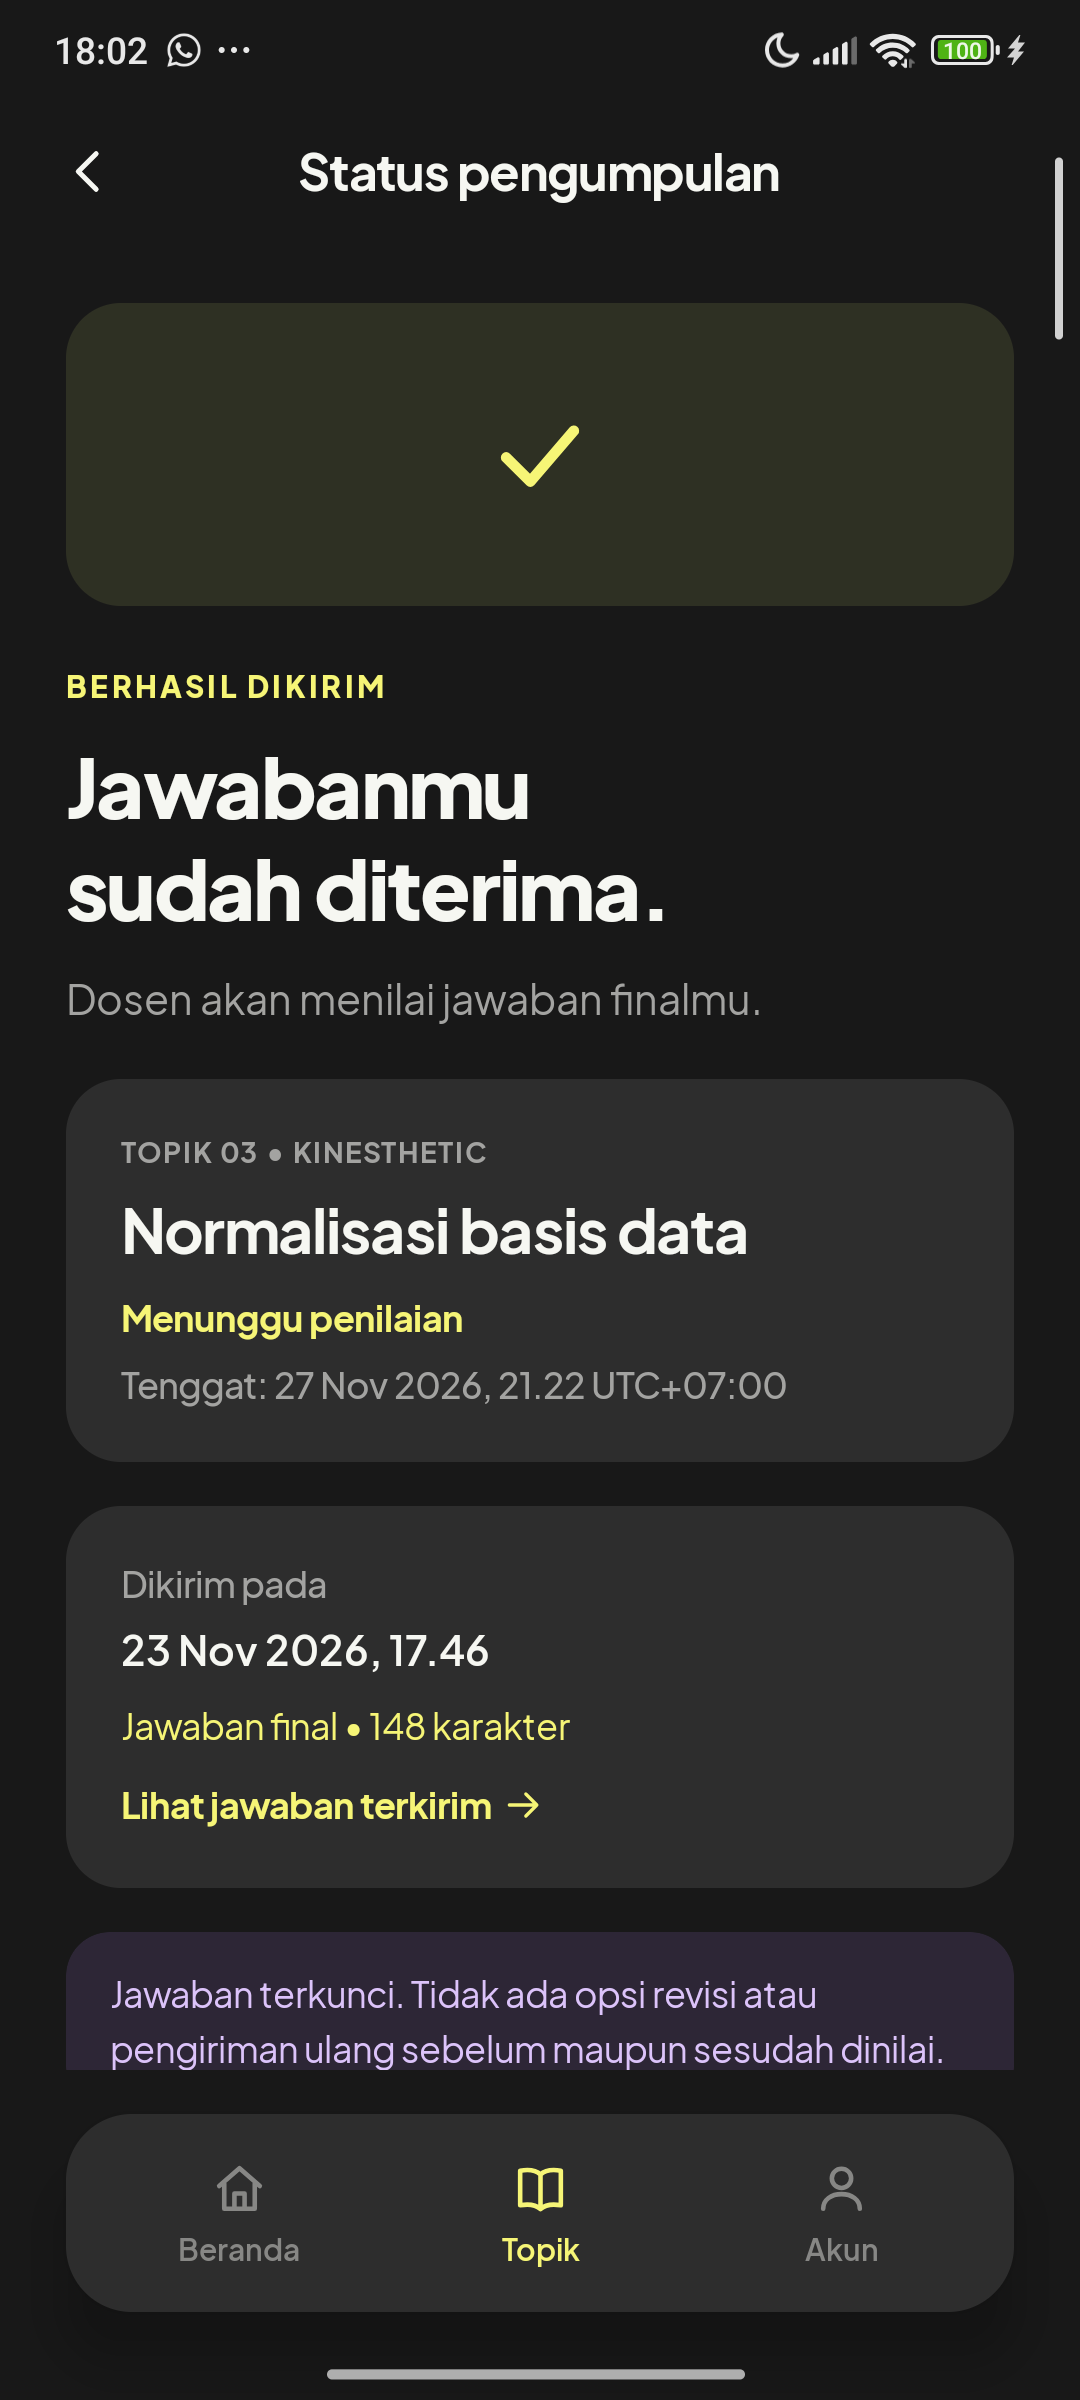 18:02
100
Status pengumpulan
BERHASIL DIKIRIM
Jawabanmu
sudah diterima.
Dosen akan menilai jawaban finalmu.
TOPIK 03 • KINESTHETIC
Normalisasi basis data
Menunggu penilaian
Tenggat: 27 Nov 2026, 21.22 UTC+07:00
Dikirim pada
23 Nov 2026, 17.46
Jawaban final • 148 karakter
Lihat jawaban terkirim →
Jawaban terkunci. Tidak ada opsi revisi atau
pengiriman ulang sebelum maupun sesudah dinilai.
Beranda
Topik
Akun